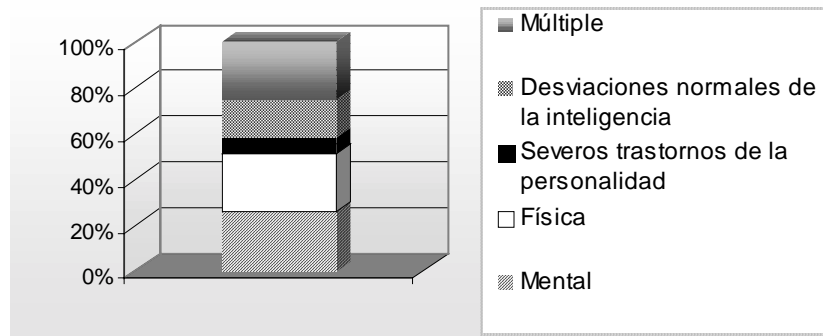 100%
80%
60%
40%
20%
0%
Múltiple
Desviaciones normales de
la inteligencia
Severos trastornos de la
personalidad
Física
Mental